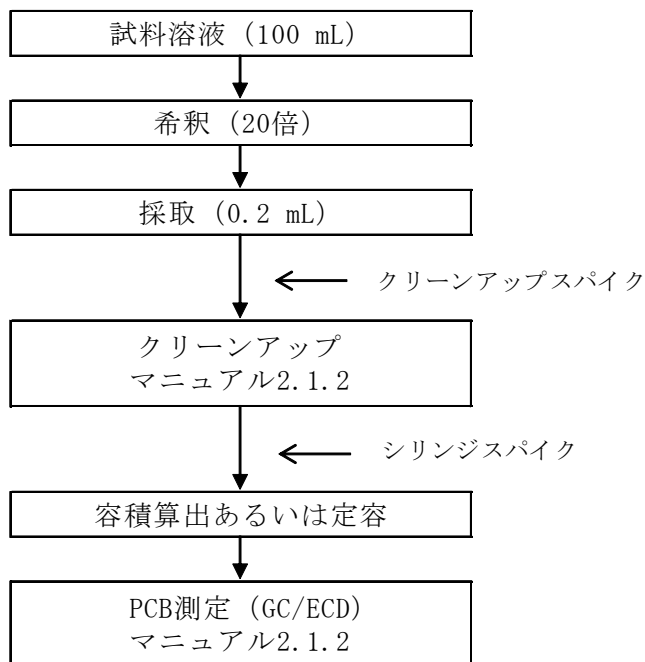 試料溶液 (100 mL)
希釈 (20倍)
採取 (0.2 mL)
クリーンアップスパイク
クリーンアップ
マニュアル2.1.2
シリンジスパイク
容積算出あるいは定容
PCB測定 (GC/ECD)
マニュアル2.1.2